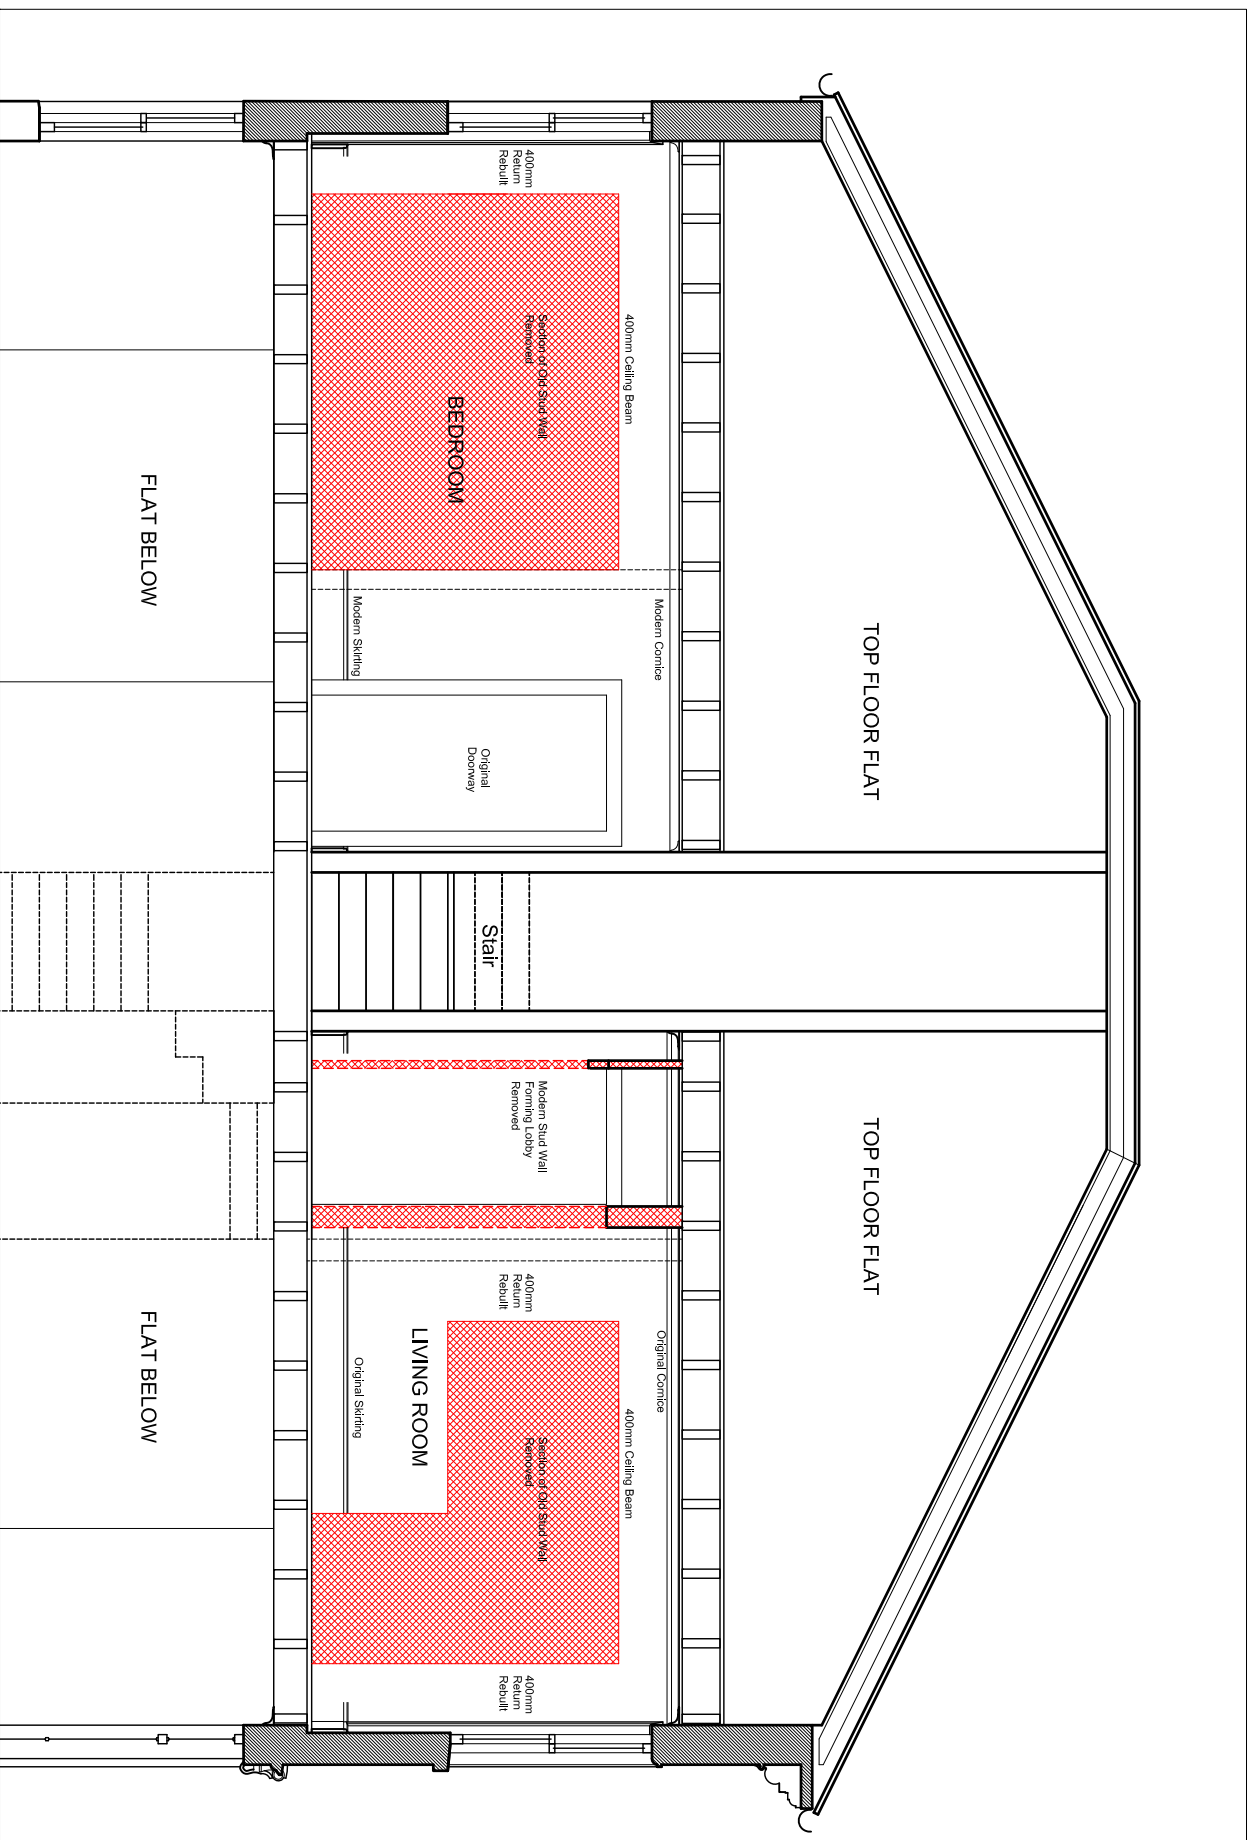 TOP FLOOR FLAT
TOP FLOOR FLAT
Modern Cornice
Original Cornice
400mm Ceiling Beam
400mm Ceiling Beam
400mm
Return
Rebuilt
Section of Old Stud Wall
Removed
BEDROOM
Original
Doorway
Modern Skirting
Stair
Modern Stud Wall
Forming Lobby
Removed
400mm
Return
Rebuilt
Section of Old Stud Wall
Removed
400mm
Return
Rebuilt
LIVING ROOM
Original Skirting
FLAT BELOW
FLAT BELOW